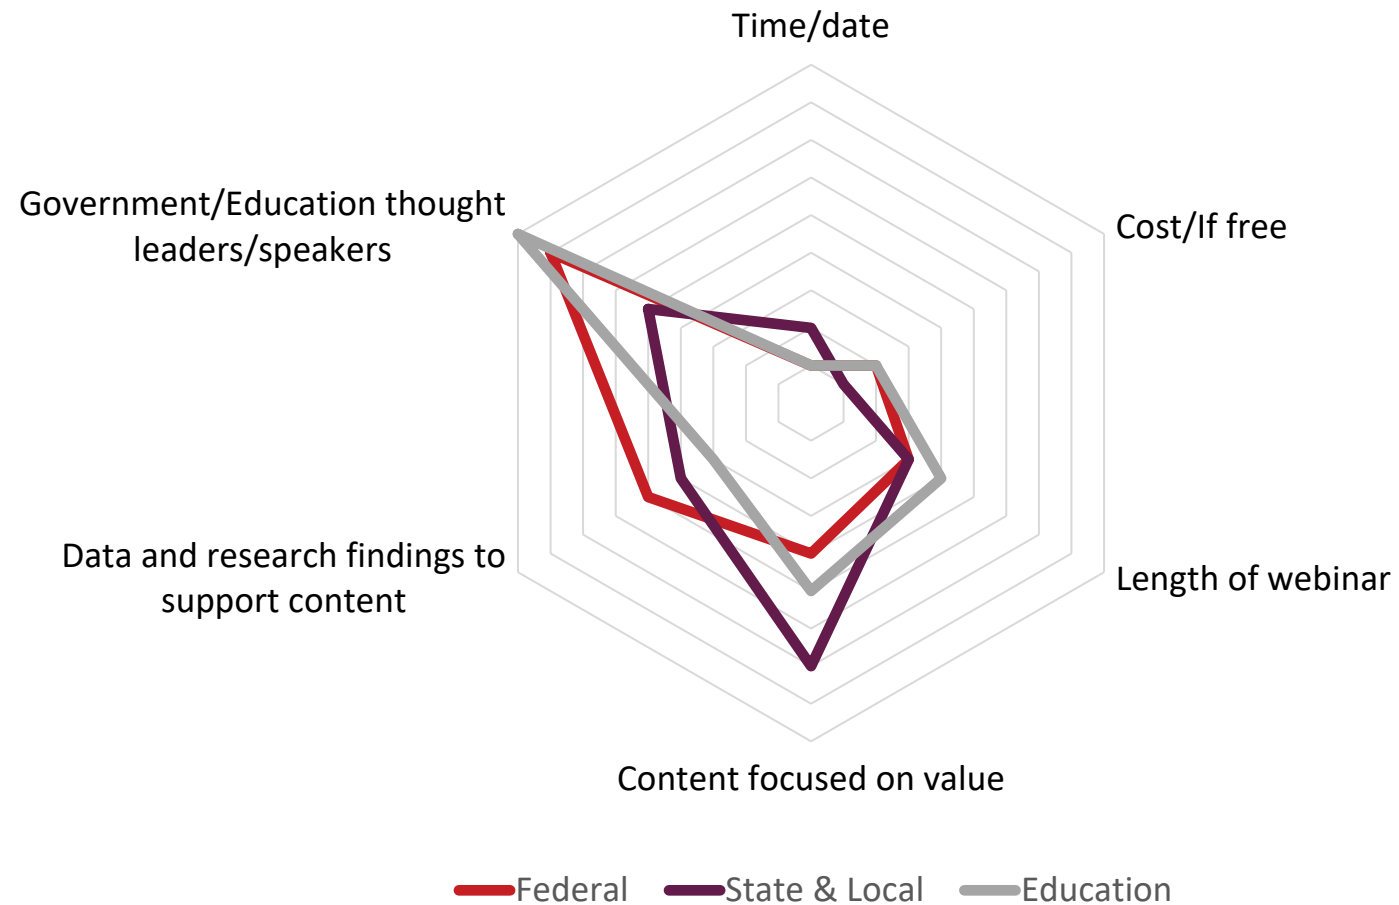 Time/date
Government/Education thought
leaders/speakers
Cost/If free
Data and research findings to
support content
Length of webinar
Content focused on value
Federal State & Local Education